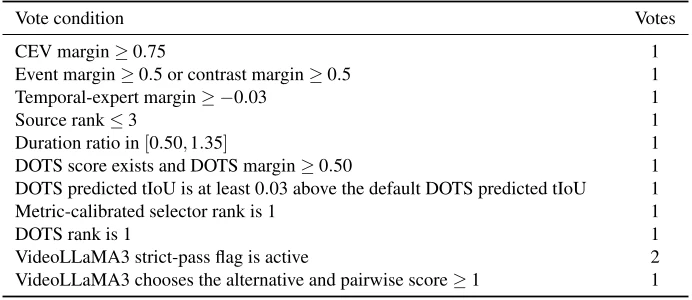 Vote condition Votes
CEV margin ≥ 0.75 1
Event margin ≥ 0.5 or contrast margin ≥ 0.5 1
Temporal-expert margin ≥ −0.03 1
Source rank ≤ 3 1
Duration ratio in [0.50, 1.35] 1
DOTS score exists and DOTS margin ≥ 0.50 1
DOTS predicted tIoU is at least 0.03 above the default DOTS predicted tIoU 1
Metric-calibrated selector rank is 1 1
DOTS rank is 1 1
VideoLLaMA3 strict-pass flag is active 2
VideoLLaMA3 chooses the alternative and pairwise score ≥ 1 1